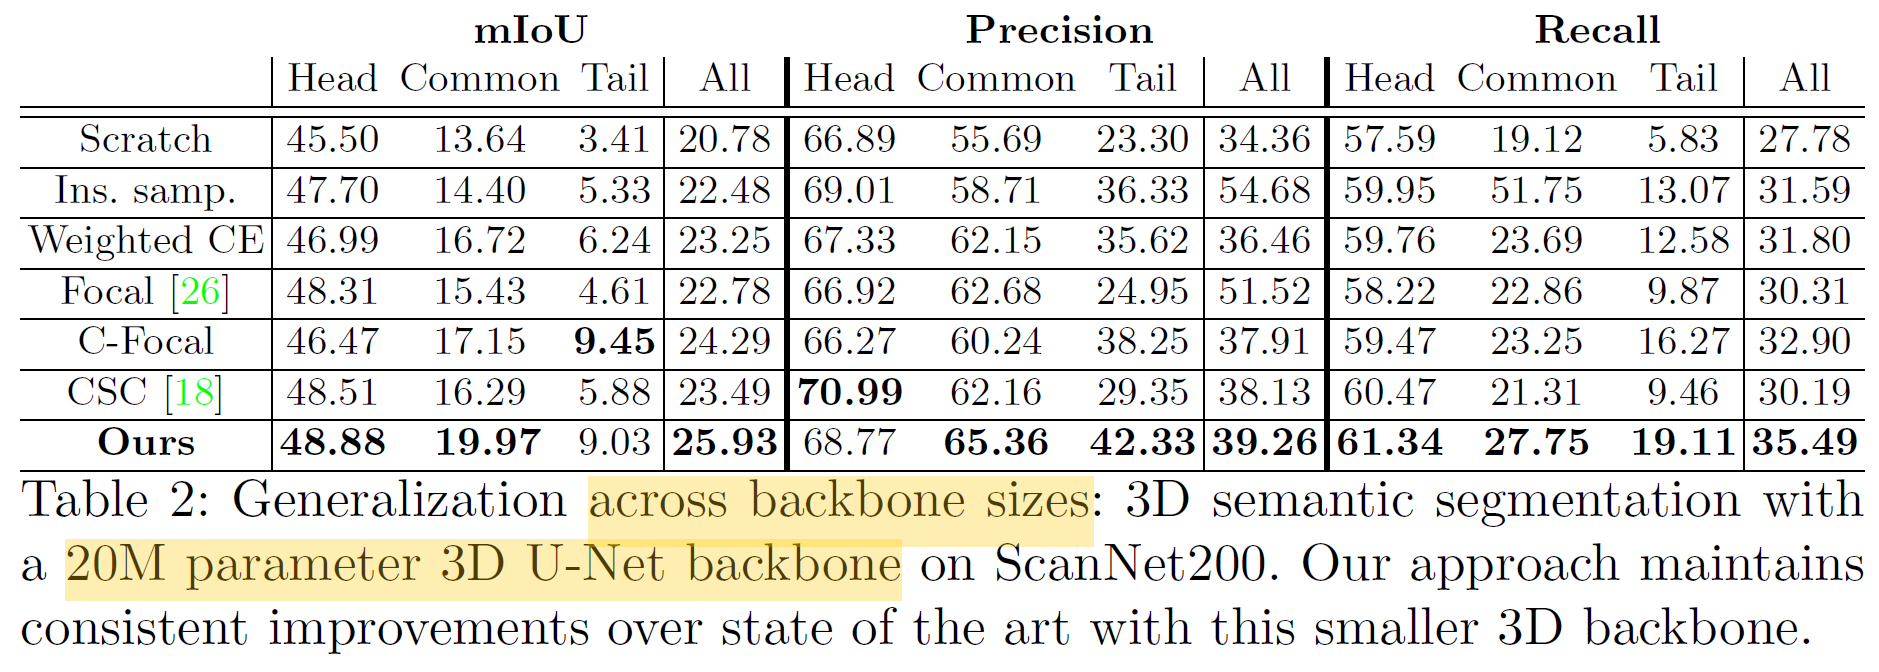 mIoU Precision Recall
Head Common Tail All Head Common Tail All Head Common Tail All
Scratch 45.50 13.64 3.41 20.78 66.89 55.69 23.30 34.36 57.59 19.12 5.83 27.78
Ins. samp. 47.70 14.40 5.33 22.48 69.01 58.71 36.33 54.68 59.95 51.75 13.07 31.59
Weighted CE 46.99 16.72 6.24 23.25 67.33 62.15 35.62 36.46 59.76 23.69 12.58 31.80
Focal [26] 48.31 15.43 4.61 22.78 66.92 62.68 24.95 51.52 58.22 22.86 9.87 30.31
C-Focal 46.47 17.15 9.45 24.29 66.27 60.24 38.25 37.91 59.47 23.25 16.27 32.90
CSC [18] 48.51 16.29 5.88 23.49 70.99 62.16 29.35 38.13 60.47 21.31 9.46 30.19
Ours 48.88 19.97 9.03 25.93 68.77 65.36 42.33 39.26 61.34 27.75 19.11 35.49
Table 2: Generalization across backbone sizes: 3D semantic segmentation with
a 20M parameter 3D U-Net backbone on ScanNet200. Our approach maintains
consistent improvements over state of the art with this smaller 3D backbone.